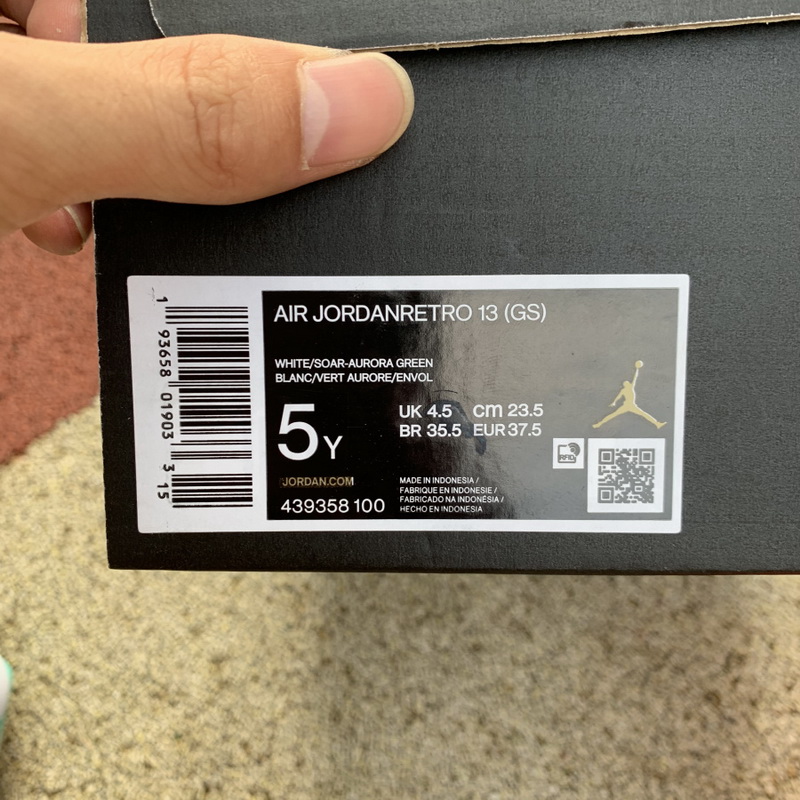 AIR JORDANRETRO 13 (GS)
WHITE/SOAR-AURORA GREEN
BLANC/VERT AURORE/ENVOL
5Y
UK 4.5 cm 23.5
BR 35.5 EUR 37.5
JORDAN.COM
439358 100
MADE IN INDONESIA /
FABRIQUE EN INDONESIE /
FABRICADO NA INDONÉSIA /
HECHO EN INDONESIA
RFID
1 93658 01903 3 15